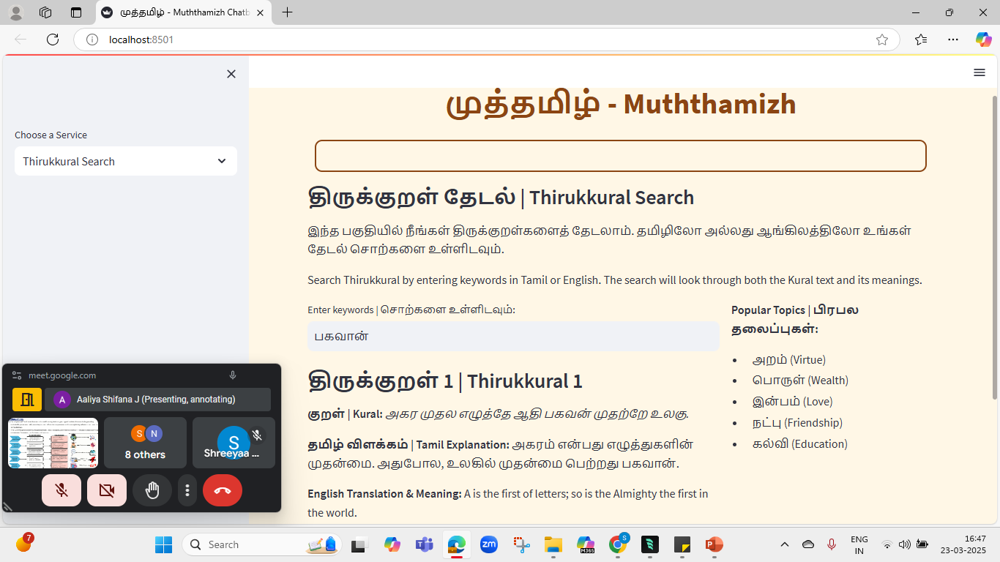 முத்தமிழ் - Muththamizh Chatb
localhost:8501
Choose a Service
Thirukkural Search
முத்தமிழ் - Muththamizh
திருக்குறள் தேடல் | Thirukkural Search
இந்த பகுதியில் நீங்கள் திருக்குறள்களைத் தேடலாம். தமிழிலோ அல்லது ஆங்கிலத்திலோ உங்கள்
தேடல் சொற்களை உள்ளிடவும்.
Search Thirukkural by entering keywords in Tamil or English. The search will look through both the Kural text and its meanings.
Enter keywords | சொற்களை உள்ளிடவும்:
பகவான்
திருக்குறள் 1 | Thirukkural 1
குறள் | Kural: அகர முதல எழுத்தே ஆதி பகவன் முதற்றே உலகு.
தமிழ் விளக்கம் | Tamil Explanation: அகரம் என்பது எழுத்துகளின்
முதன்மை. அதுபோல, உலகில் முதன்மை பெற்றது பகவான்.
English Translation & Meaning: A is the first of letters; so is the Almighty the first in
the world.
Popular Topics | பிரபல
தலைப்புகள்:
• அறம் (Virtue)
• பொருள் (Wealth)
• இன்பம் (Love)
• நட்பு (Friendship)
• கல்வி (Education)
meet.google.com
A Aaliya Shifana J (Presenting, annotating)
S N
8 others
S
Shreeyaa ...
7
Search
zm
M365
S
P
ENG
IN
16:47
23-03-2025